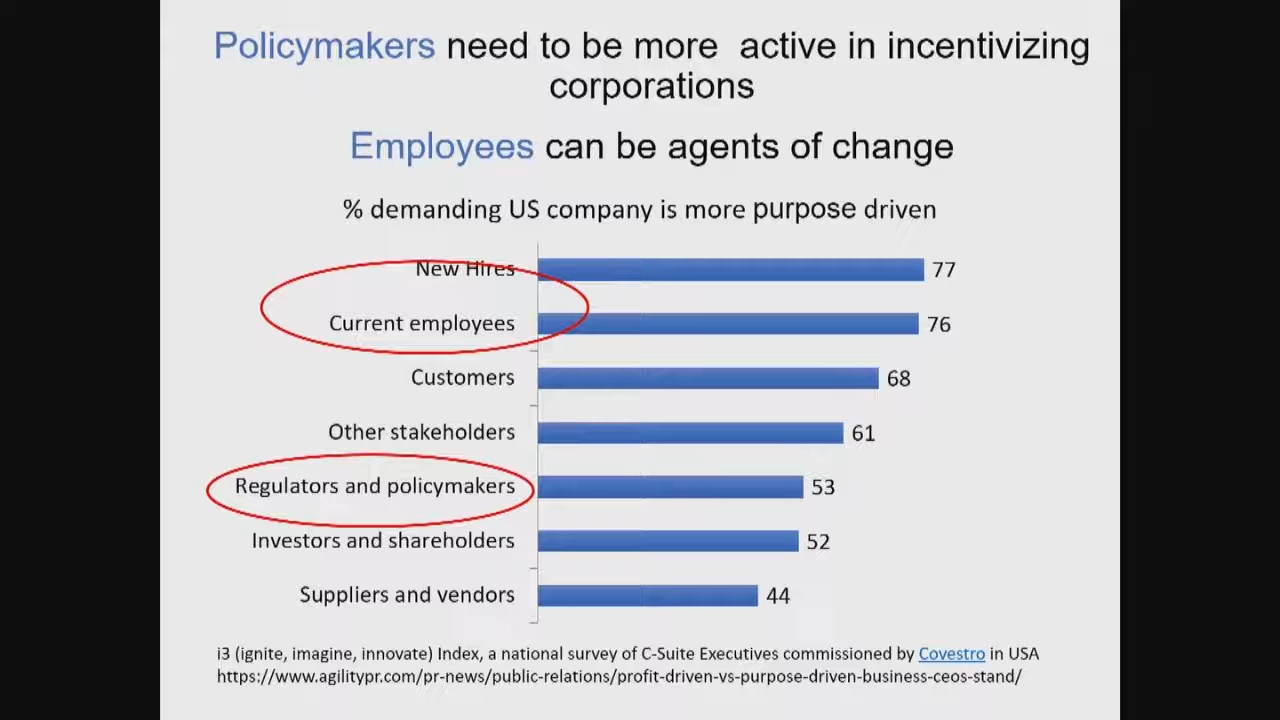 Policymakers need to be more active in incentivizing
corporations
Employees can be agents of change
% demanding US company is more purpose driven
New Hires 77
Current employees 76
Customers 68
Other stakeholders 61
Regulators and policymakers 53
Investors and shareholders 52
Suppliers and vendors 44
i3 (ignite, imagine, innovate) Index, a national survey of C-Suite Executives commissioned by Covestro in USA
https://www.agilitypr.com/pr-news/public-relations/profit-driven-vs-purpose-driven-business-ceos-stand/